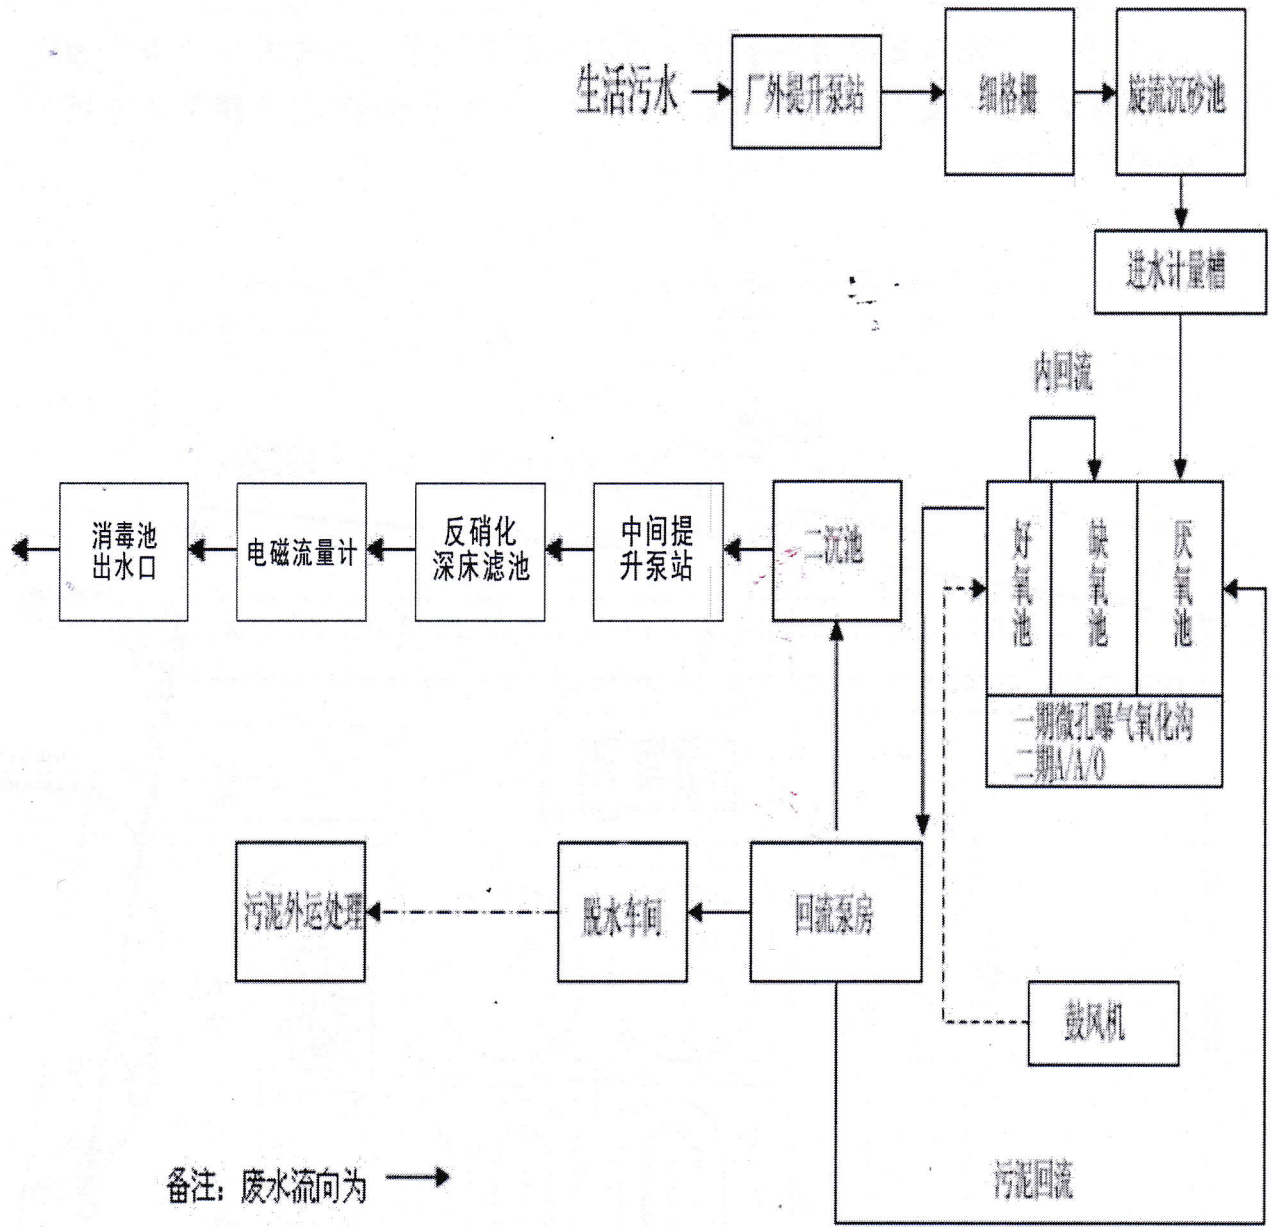 生活污水
厂外提升泵站
细格栅
旋流沉砂池
进水计量槽
内回流
消毒池
出水口
电磁流量计
反硝化
深床滤池
中间提
升泵站
二沉池
好氧池
缺氧池
厌氧池
一期微孔曝气氧化沟
二期A/A/O
污泥外运处理
脱水车间
回流泵房
鼓风机
污泥回流
备注：废水流向为